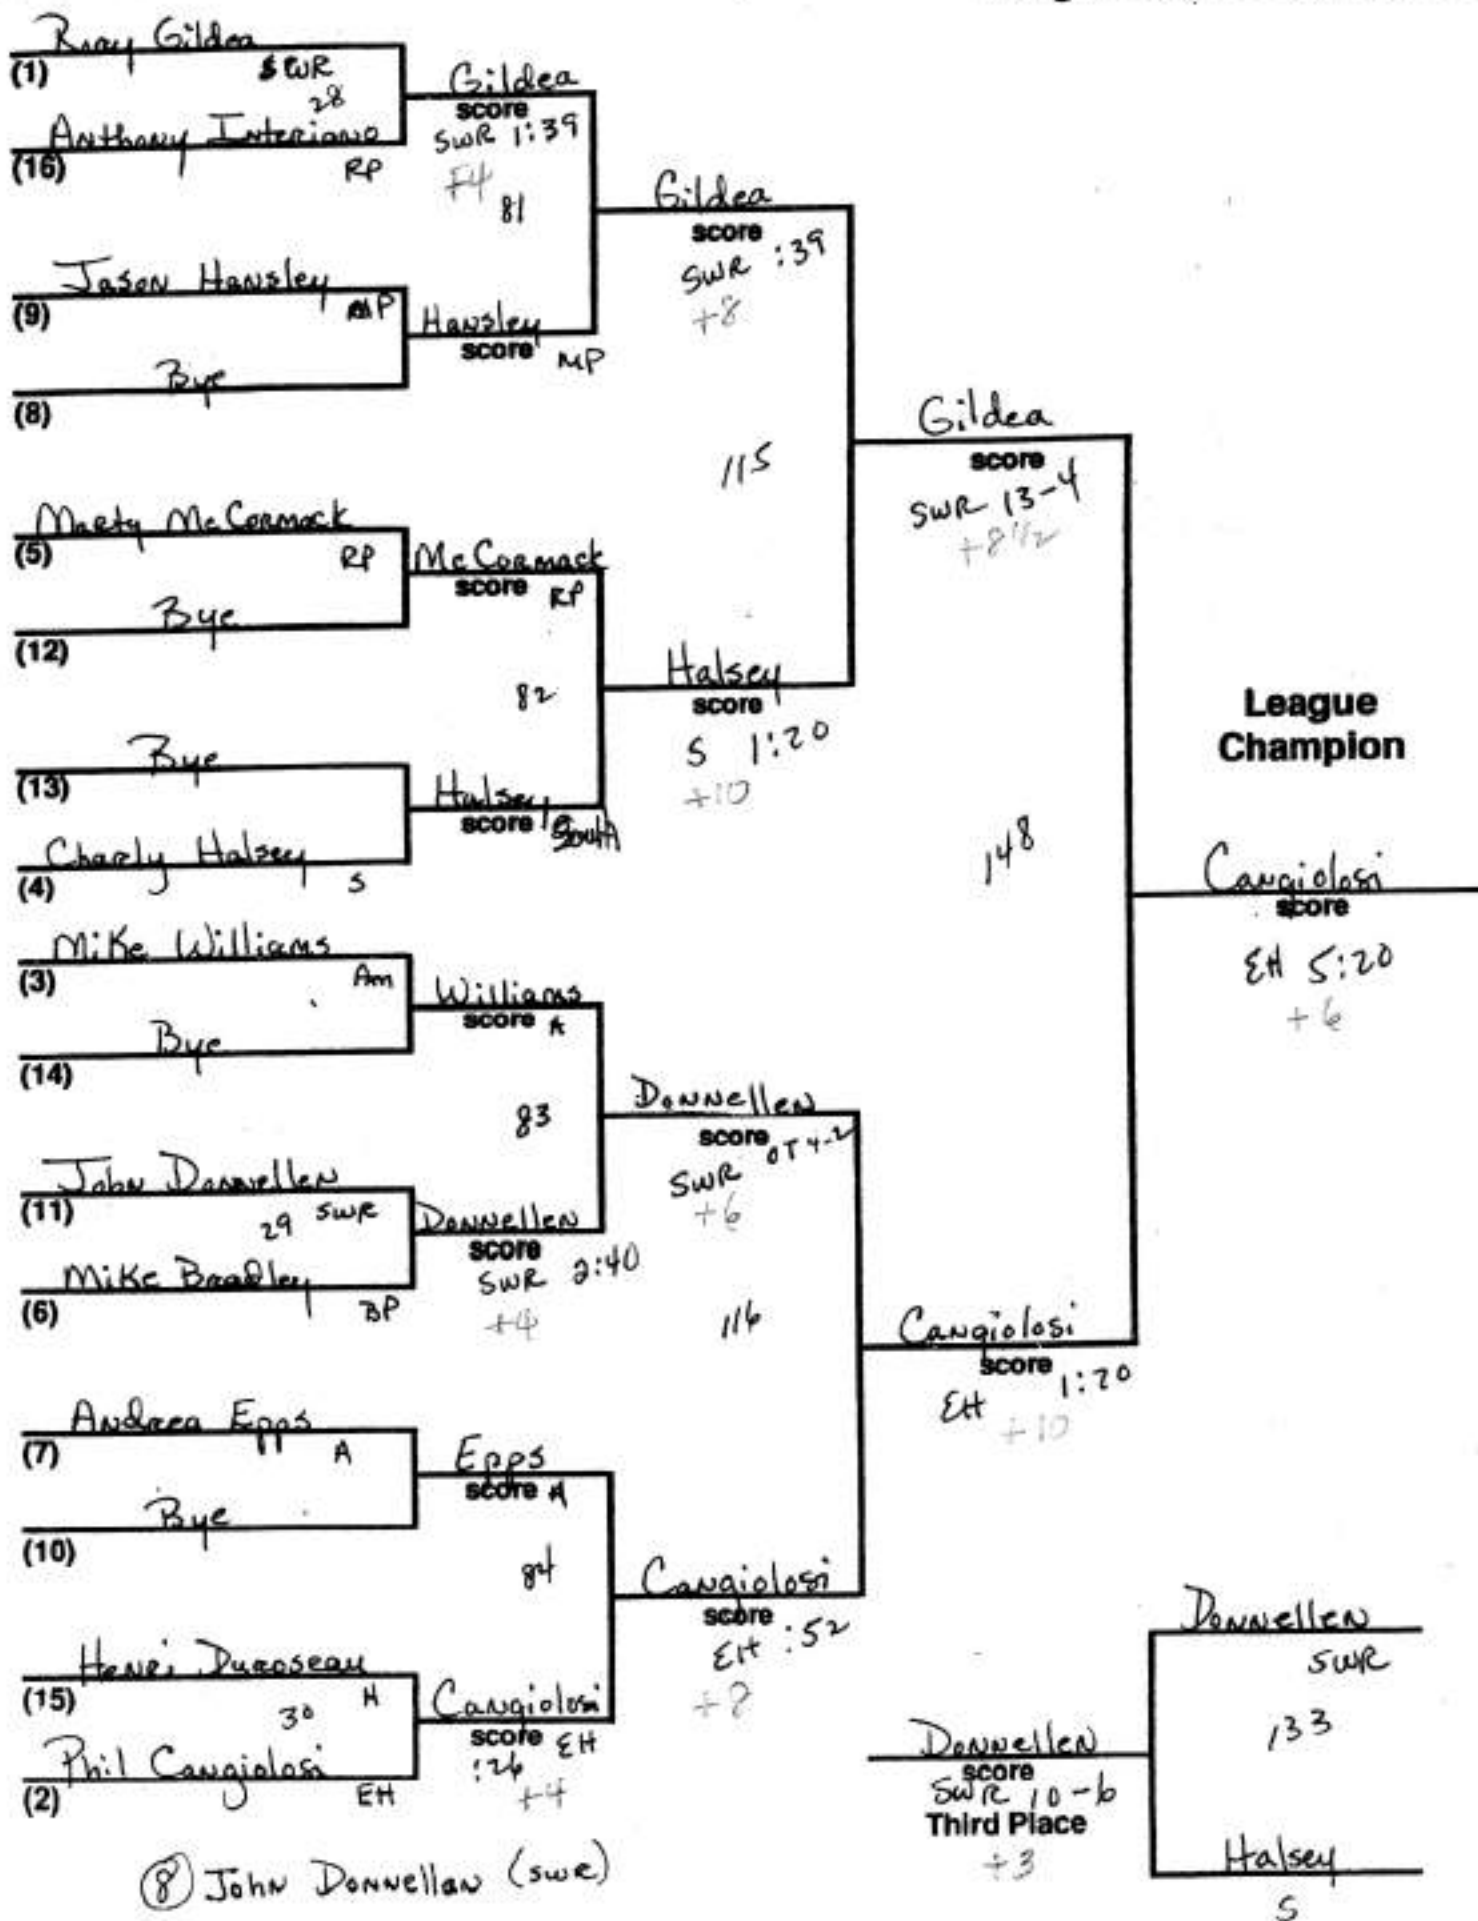 Ray Gildea
(1)
SWR
28
Anthony Interiano
(16)
RP
Gildea
score
SWR 1:39
+4
81
Jason Hansley
(9)
MP
Bye
(8)
Hansley
score
MP
Gildea
score
SWR :39
+8
115
Marty McCormack
(5)
RP
Bye
(12)
McCormack
score
RP
82
Bye
(13)
Charly Halsey
(4)
S
Halsey
score
South
Halsey
score
S 1:20
+10
Gildea
score
SWR 13-4
+8 1/2
148
Mike Williams
(3)
Am
Bye
(14)
Williams
score A
83
John Donnellen
(11)
29 SWR
Mike Bradley
(6)
BP
Donnellen
score
SWR 2:40
+4
Donnellen
score
SWR OT 4-2
+6
116
Andrea Epps
(7)
A
Bye
(10)
Epps
score A
84
Henri Duroseau
(15)
H
30
Phil Cangiolosi
(2)
EH
Cangiolosi
score EH
:26
+4
Cangiolosi
score
EH :52
+8
Cangiolosi
score
EH 1:20
+10
League
Champion
Cangiolosi
score
EH 5:20
+6
Donnellen
SWR
133
Halsey
S
Donnellen
score
SWR 10-6
Third Place
+3
(8) John Donnellan (SWR)